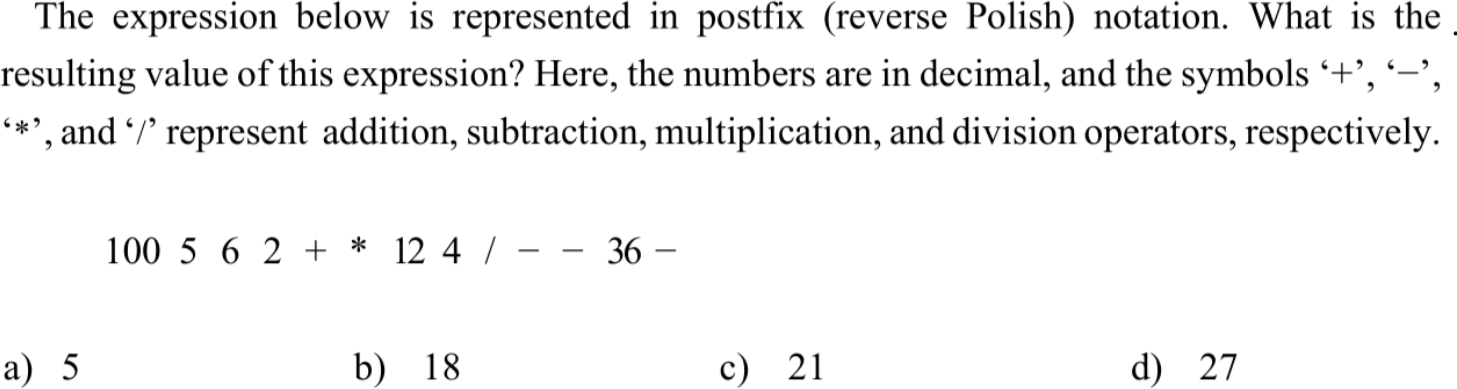 The expression below is represented in postfix (reverse Polish) notation. What is the
resulting value of this expression? Here, the numbers are in decimal, and the symbols ‘+’, ‘−’,
‘*’, and ‘/’ represent addition, subtraction, multiplication, and division operators, respectively.
100 5 6 2 + * 12 4 / − − 36 −
a) 5 b) 18 c) 21 d) 27